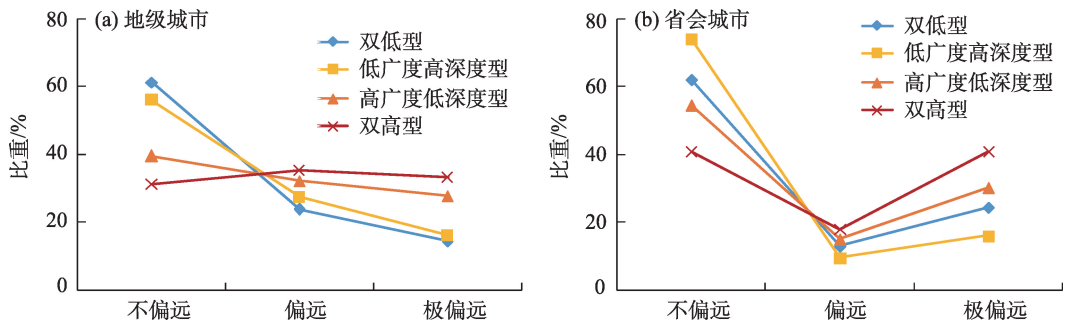 (a) 地级城市
双低型
低广度高深度型
高广度低深度型
双高型
比重/%
80
60
40
20
0
不偏远 偏远 极偏远
(b) 省会城市
双低型
低广度高深度型
高广度低深度型
双高型
比重/%
80
60
40
20
0
不偏远 偏远 极偏远